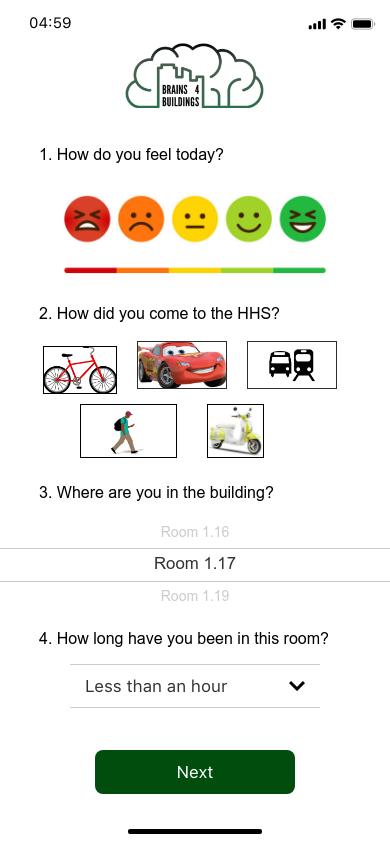 04:59
BRAINS 4
BUILDINGS
1. How do you feel today?
2. How did you come to the HHS?
3. Where are you in the building?
Room 1.16
Room 1.17
Room 1.19
4. How long have you been in this room?
Less than an hour
Next